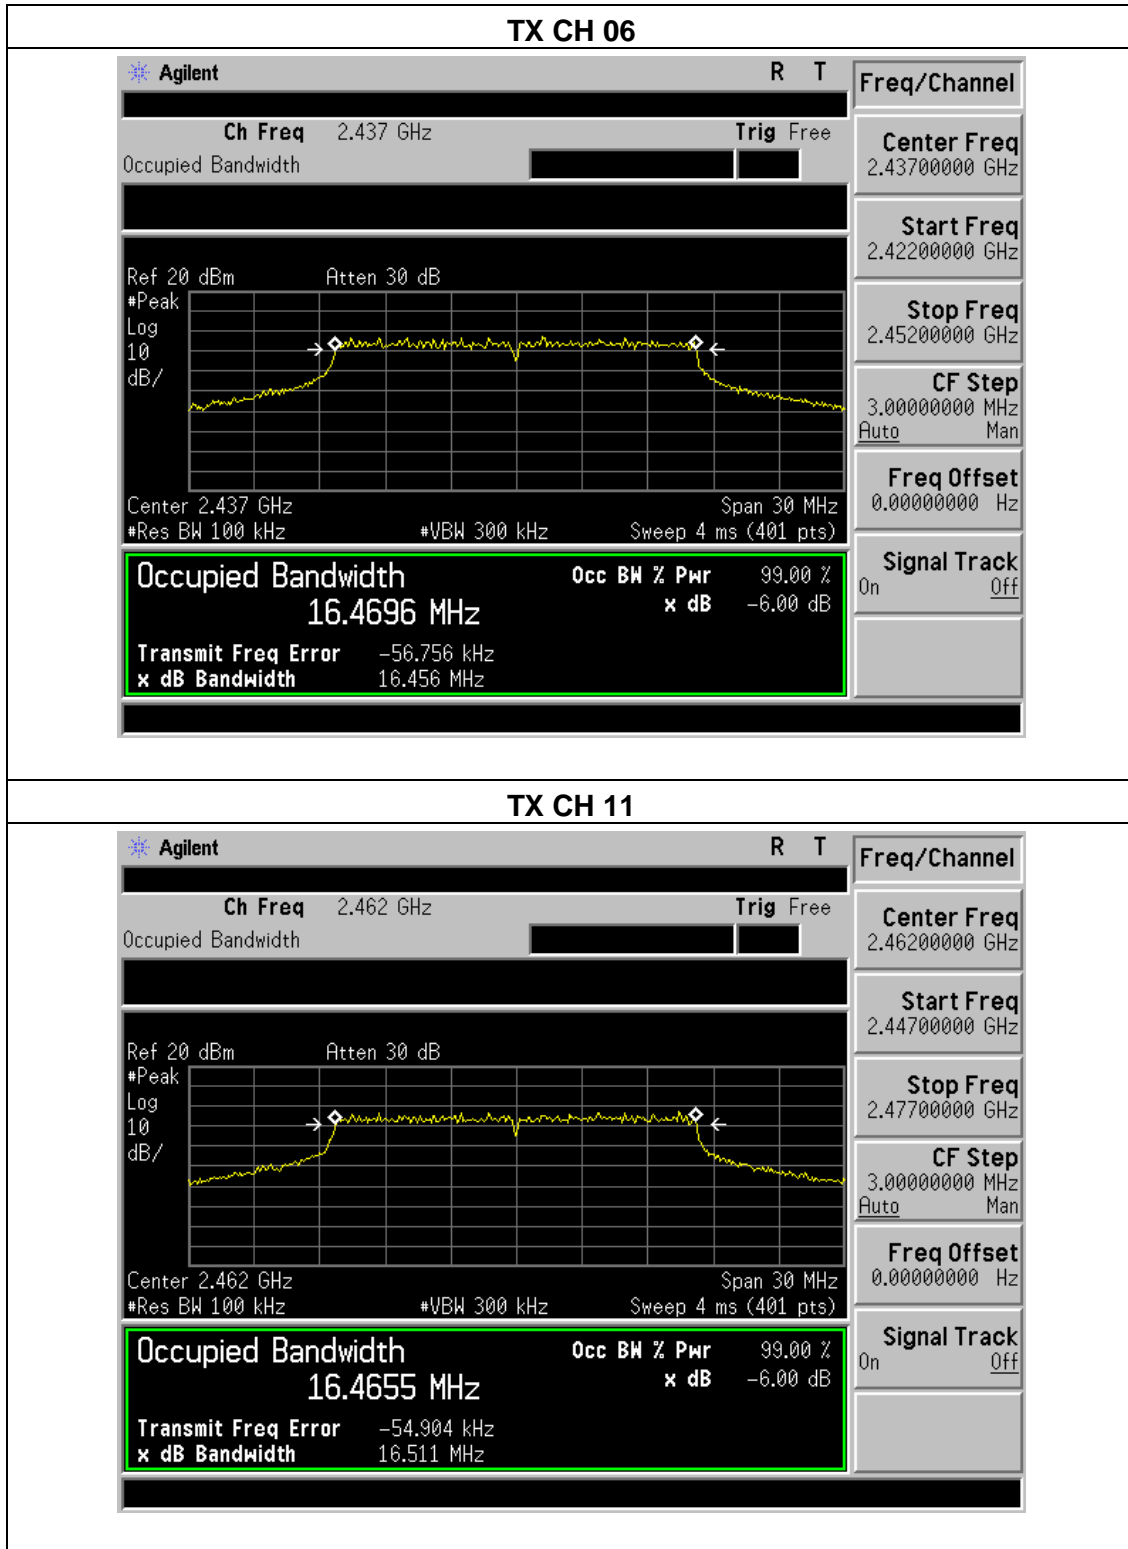 TX CH 06
Agilent R T
Freq/Channel
Ch Freq 2.437 GHz Trig Free
Occupied Bandwidth
Center Freq
2.43700000 GHz
Start Freq
2.42200000 GHz
Stop Freq
2.45200000 GHz
CF Step
3.00000000 MHz
Auto Man
Freq Offset
0.00000000 Hz
Signal Track
On Off
Ref 20 dBm Atten 30 dB
#Peak
Log
10
dB/
Center 2.437 GHz Span 30 MHz
#Res BW 100 kHz #VBW 300 kHz Sweep 4 ms (401 pts)
Occupied Bandwidth Occ BW % Pwr 99.00 %
16.4696 MHz x dB -6.00 dB
Transmit Freq Error -56.756 kHz
x dB Bandwidth 16.456 MHz
TX CH 11
Agilent R T
Freq/Channel
Ch Freq 2.462 GHz Trig Free
Occupied Bandwidth
Center Freq
2.46200000 GHz
Start Freq
2.44700000 GHz
Stop Freq
2.47700000 GHz
CF Step
3.00000000 MHz
Auto Man
Freq Offset
0.00000000 Hz
Signal Track
On Off
Ref 20 dBm Atten 30 dB
#Peak
Log
10
dB/
Center 2.462 GHz Span 30 MHz
#Res BW 100 kHz #VBW 300 kHz Sweep 4 ms (401 pts)
Occupied Bandwidth Occ BW % Pwr 99.00 %
16.4655 MHz x dB -6.00 dB
Transmit Freq Error -54.904 kHz
x dB Bandwidth 16.511 MHz